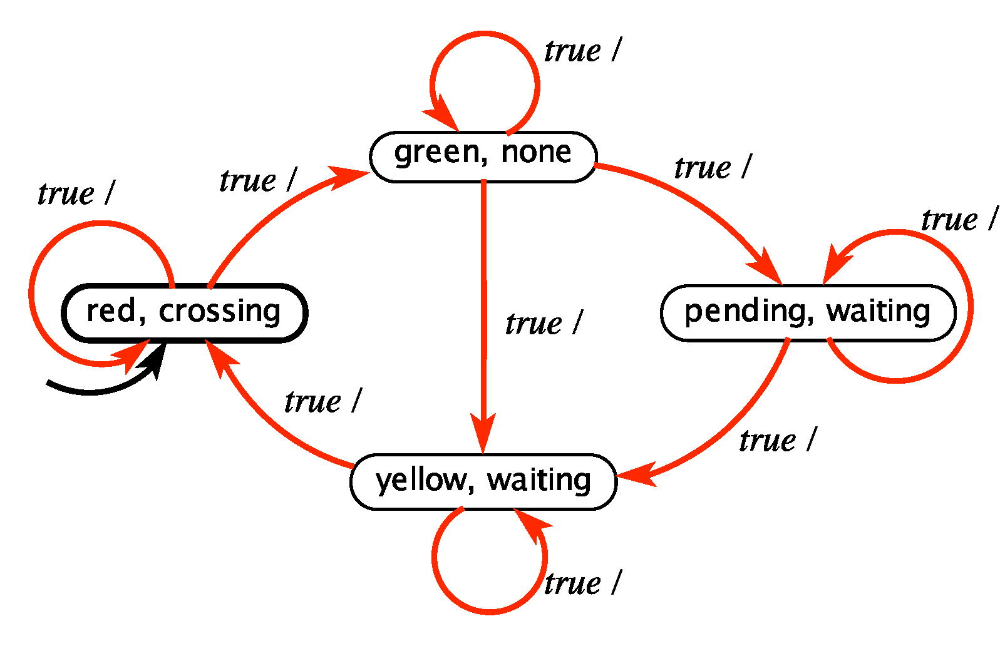 true /
green, none
true /
true /
true /
true /
red, crossing
pending, waiting
true /
true /
true /
yellow, waiting
true /